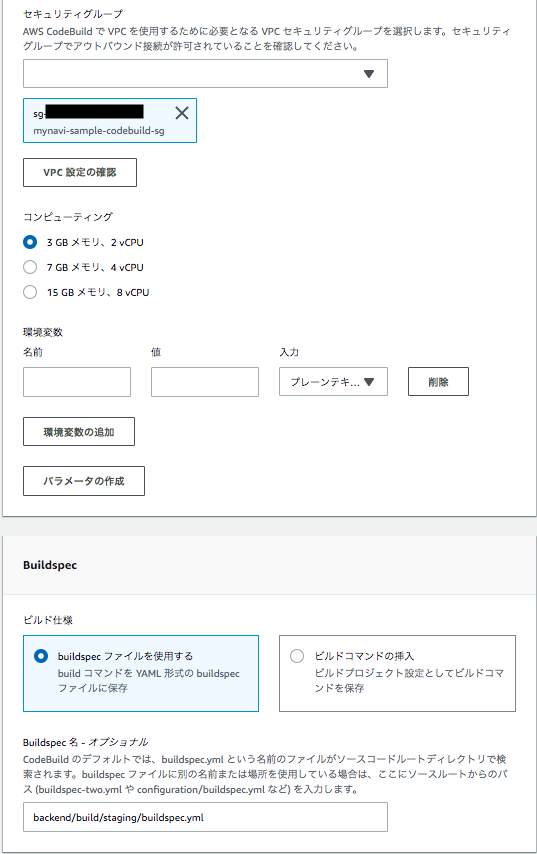 セキュリティグループ
AWS CodeBuild で VPC を使用するために必要となる VPC セキュリティグループを選択します。セキュリティ
グループでアウトバウンド接続が許可されていることを確認してください。
sg-
mynavi-sample-codebuild-sg
VPC 設定の確認
コンピューティング
3 GB メモリ、2 vCPU
7 GB メモリ、4 vCPU
15 GB メモリ、8 vCPU
環境変数
名前 値 入力
プレーンテキ... 削除
環境変数の追加
パラメータの作成
Buildspec
ビルド仕様
buildspec ファイルを使用する
build コマンドを YAML 形式の buildspec
ファイルに保存
ビルドコマンドの挿入
ビルドプロジェクト設定としてビルドコマ
ンドを保存
Buildspec 名 - オプショナル
CodeBuild のデフォルトでは、buildspec.yml という名前のファイルがソースコードルートディレクトリで検
索されます。buildspec ファイルに別の名前または場所を使用している場合は、ここにソースルートからのパ
ス (buildspec-two.yml や configuration/buildspec.yml など) を入力します。
backend/build/staging/buildspec.yml